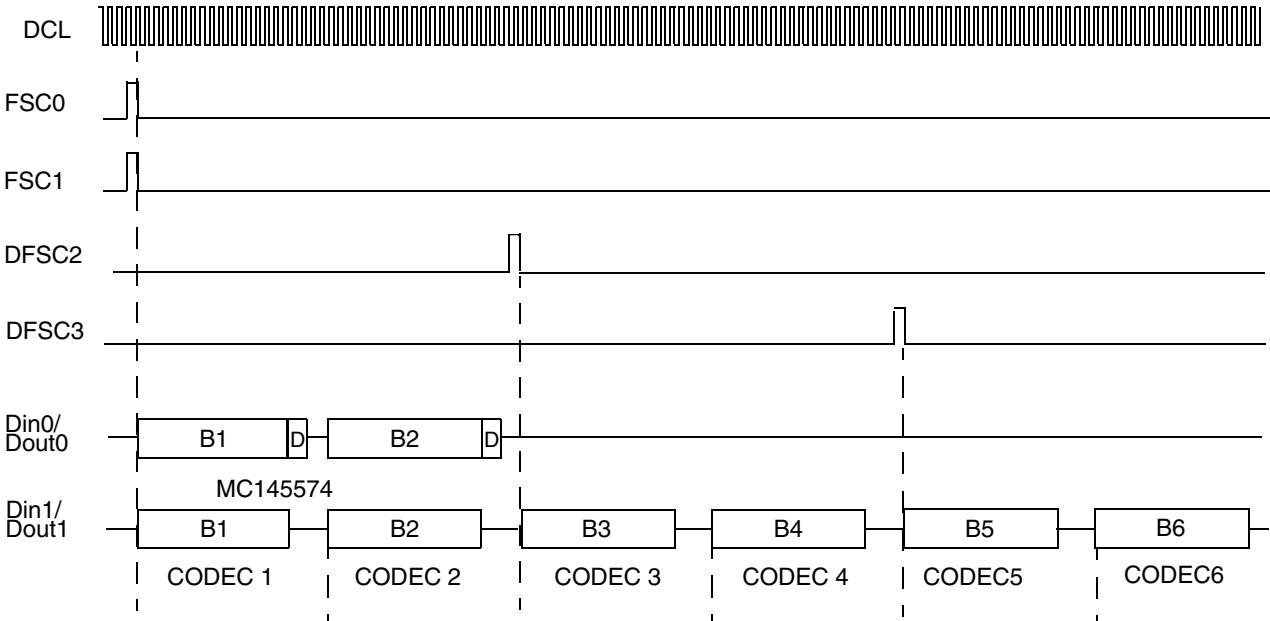 DCL
FSC0
FSC1
DFSC2
DFSC3
Din0/
Dout0
B1 D B2 D
MC145574
Din1/
Dout1
B1 B2 B3 B4 B5 B6
CODEC 1 CODEC 2 CODEC 3 CODEC 4 CODEC5 CODEC6